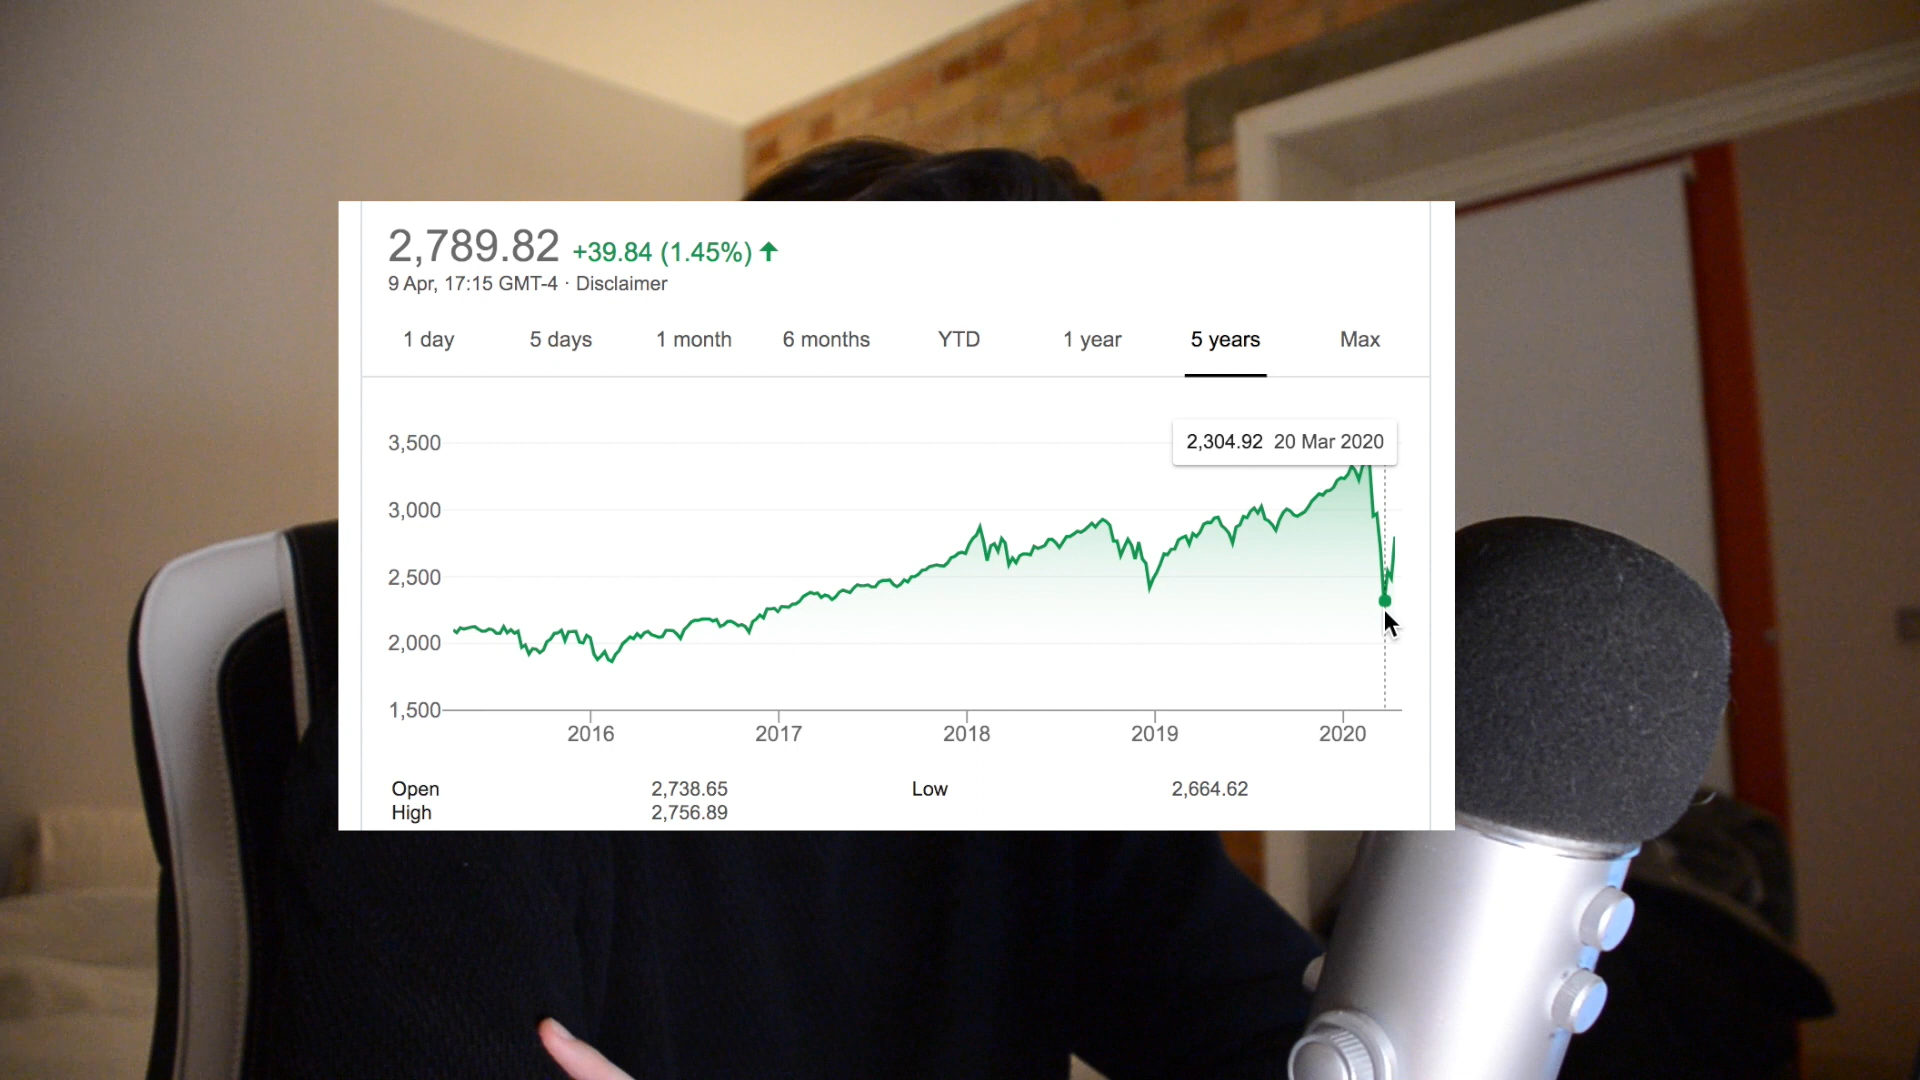 2,789.82 +39.84 (1.45%) ↑
9 Apr, 17:15 GMT-4 · Disclaimer
1 day 5 days 1 month 6 months YTD 1 year 5 years Max
2,304.92 20 Mar 2020
3,500
3,000
2,500
2,000
1,500
2016 2017 2018 2019 2020
Open 2,738.65 Low 2,664.62
High 2,756.89